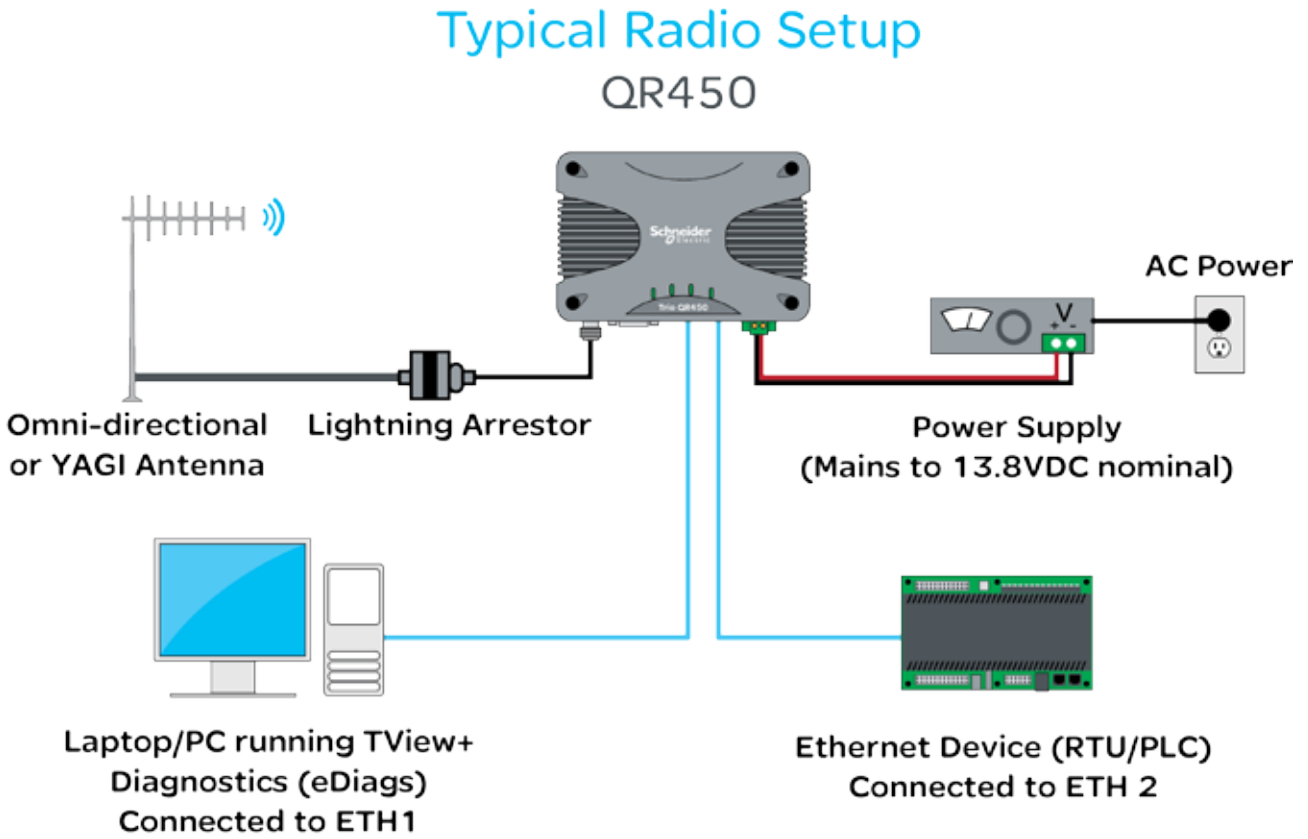 Typical Radio Setup
QR450
Schneider
Electric
Trio QR450
AC Power
V
+ -
Omni-directional
or YAGI Antenna
Lightning Arrestor
Power Supply
(Mains to 13.8VDC nominal)
Laptop/PC running TView+
Diagnostics (eDiags)
Connected to ETH1
Ethernet Device (RTU/PLC)
Connected to ETH 2